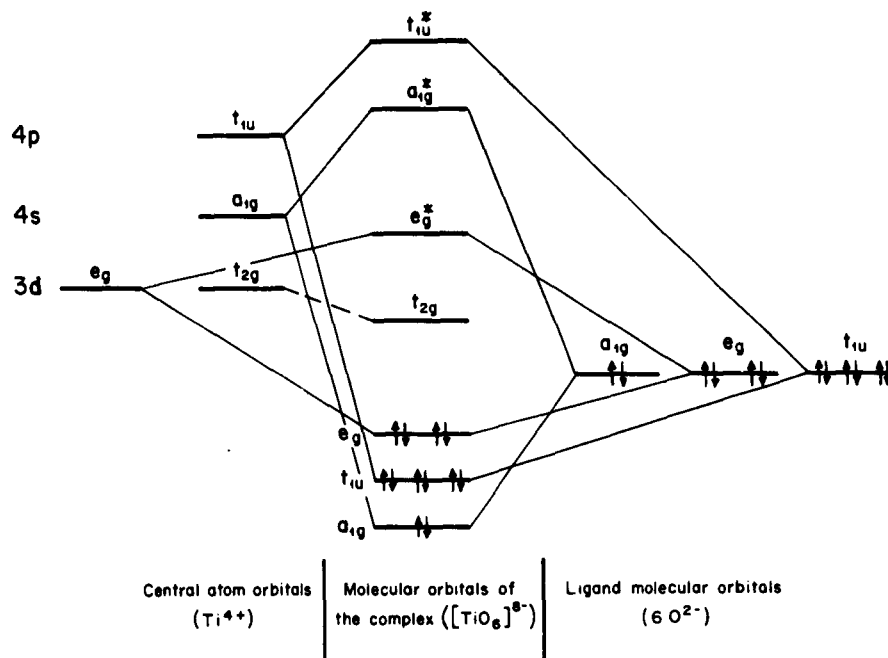 t₁ᵤ*
a₁g*
4p t₁ᵤ
4s a₁g
eg*
3d eg t₂g
t₂g
a₁g eg t₁ᵤ
eg
t₁ᵤ
a₁g
Central atom orbitals
(Ti⁴⁺)
Molecular orbitals of
the complex ([TiO₆]⁸⁻)
Ligand molecular orbitals
(6 O²⁻)